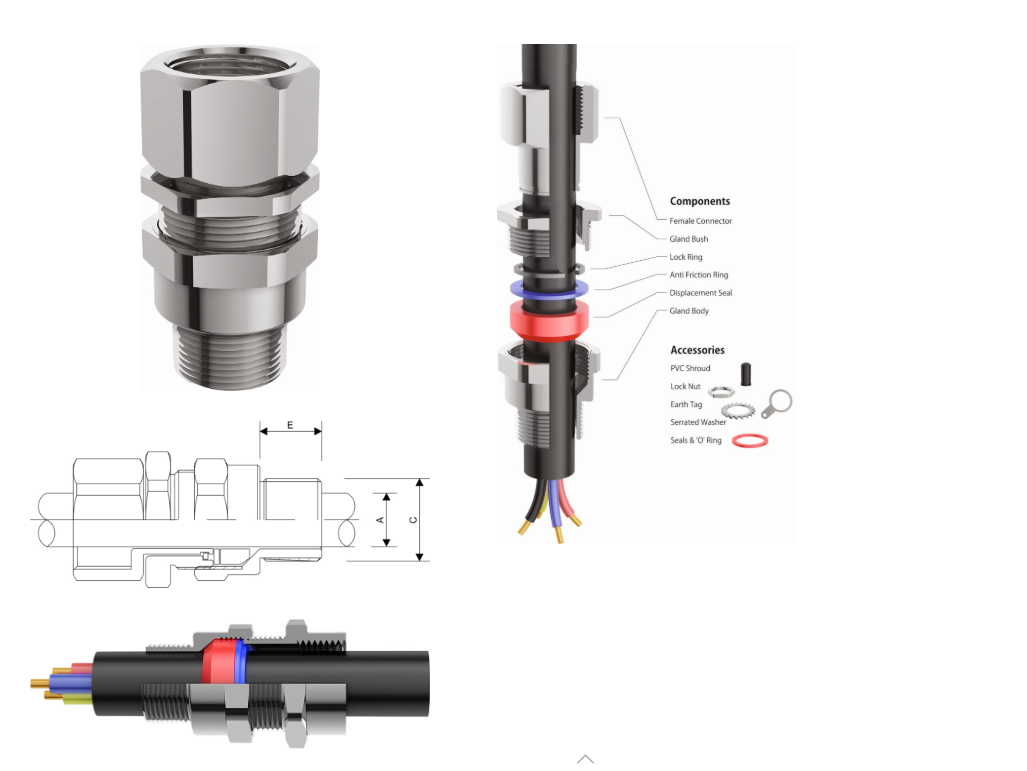 Components
Female Connector
Gland Bush
Lock Ring
Anti Friction Ring
Displacement Seal
Gland Body
Accessories
PVC Shroud
Lock Nut
Earth Tag
Serrated Washer
Seals & 'O' Ring
E
A
C